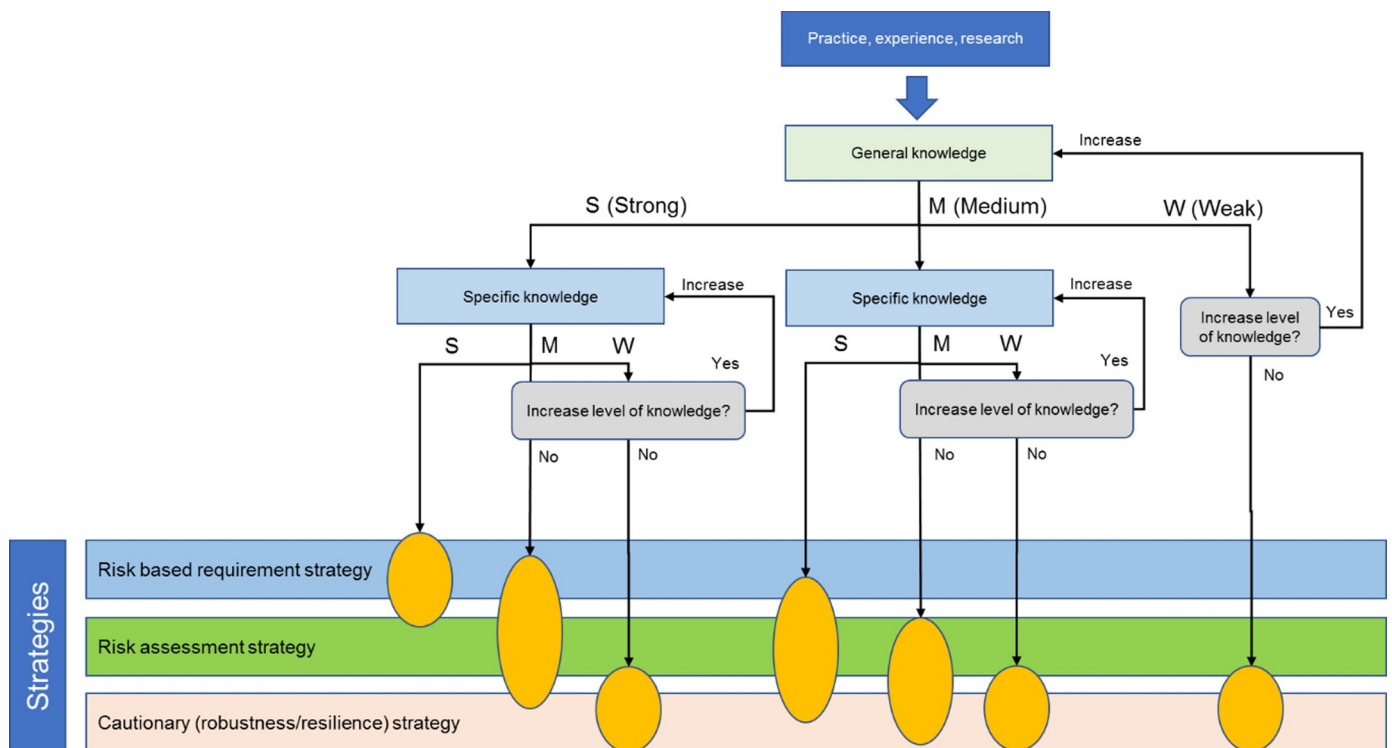 Practice, experience, research
General knowledge
Increase
S (Strong)
M (Medium)
W (Weak)
Specific knowledge
Increase
Specific knowledge
Increase
Increase level
of knowledge?
Yes
S
M
W
Yes
S
M
W
Yes
No
Increase level of knowledge?
Increase level of knowledge?
No
No
No
No
Strategies
Risk based requirement strategy
Risk assessment strategy
Cautionary (robustness/resilience) strategy